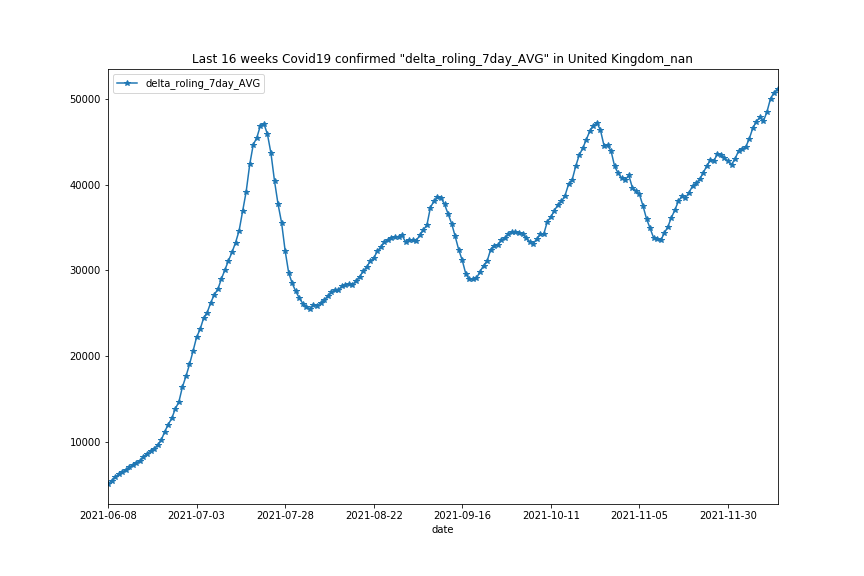 Last 16 weeks Covid19 confirmed "delta_roling_7day_AVG" in United Kingdom_nan
delta_roling_7day_AVG
50000
40000
30000
20000
10000
2021-06-08 2021-07-03 2021-07-28 2021-08-22 2021-09-16 2021-10-11 2021-11-05 2021-11-30
date